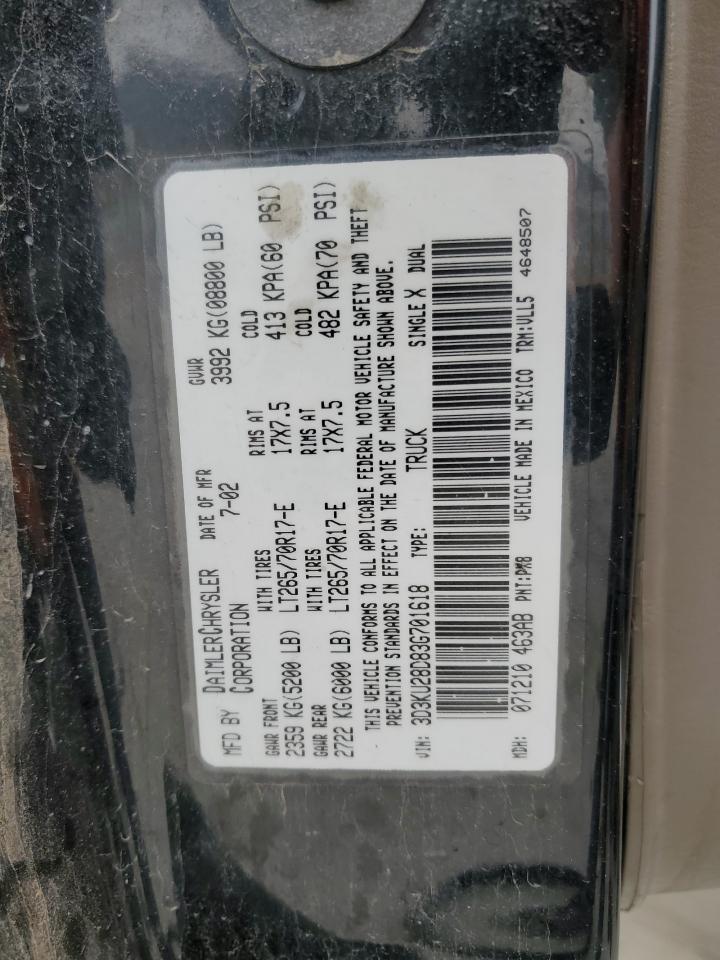 MFD BY DAIMLERCHRYSLER CORPORATION DATE OF MFR 7-02 GVWR 3992 KG(08800 LB)
GAWR FRONT WITH TIRES RIMS AT COLD
2359 KG(5200 LB) LT265/70R17-E 17X7.5 413 KPA(60 PSI)
GAWR REAR WITH TIRES RIMS AT COLD
2722 KG(6000 LB) LT265/70R17-E 17X7.5 482 KPA(70 PSI)
THIS VEHICLE CONFORMS TO ALL APPLICABLE FEDERAL MOTOR VEHICLE SAFETY AND THEFT
PREVENTION STANDARDS IN EFFECT ON THE DATE OF MANUFACTURE SHOWN ABOVE.
VIN: 3D3KU28D83G701618 TYPE: TRUCK SINGLE X DUAL
MDH: 071210 463AB PNT:PX8 VEHICLE MADE IN MEXICO TRM:VLL5 4648507